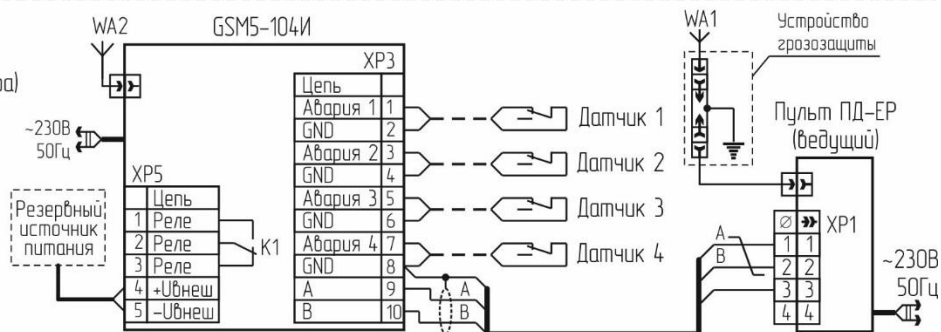 WA2
GSM5-104И
WA1
Устройство
грозозащиты
ра)
XP3
Цепь
Авария 1 1
GND 2
Авария 2 3
GND 4
Авария 3 5
GND 6
Авария 4 7
GND 8
A 9
B 10
Датчик 1
Датчик 2
Датчик 3
Датчик 4
~230В
50Гц
XP5
Цепь
1 Реле
2 Реле
3 Реле
4 +Uвнеш
5 -Uвнеш
K1
Резервный
источник
питания
A
B
Пульт ПД-ЕР
(ведущий)
XP1
A
B
Ø
1 1
2 2
3 3
4 4
~230В
50Гц